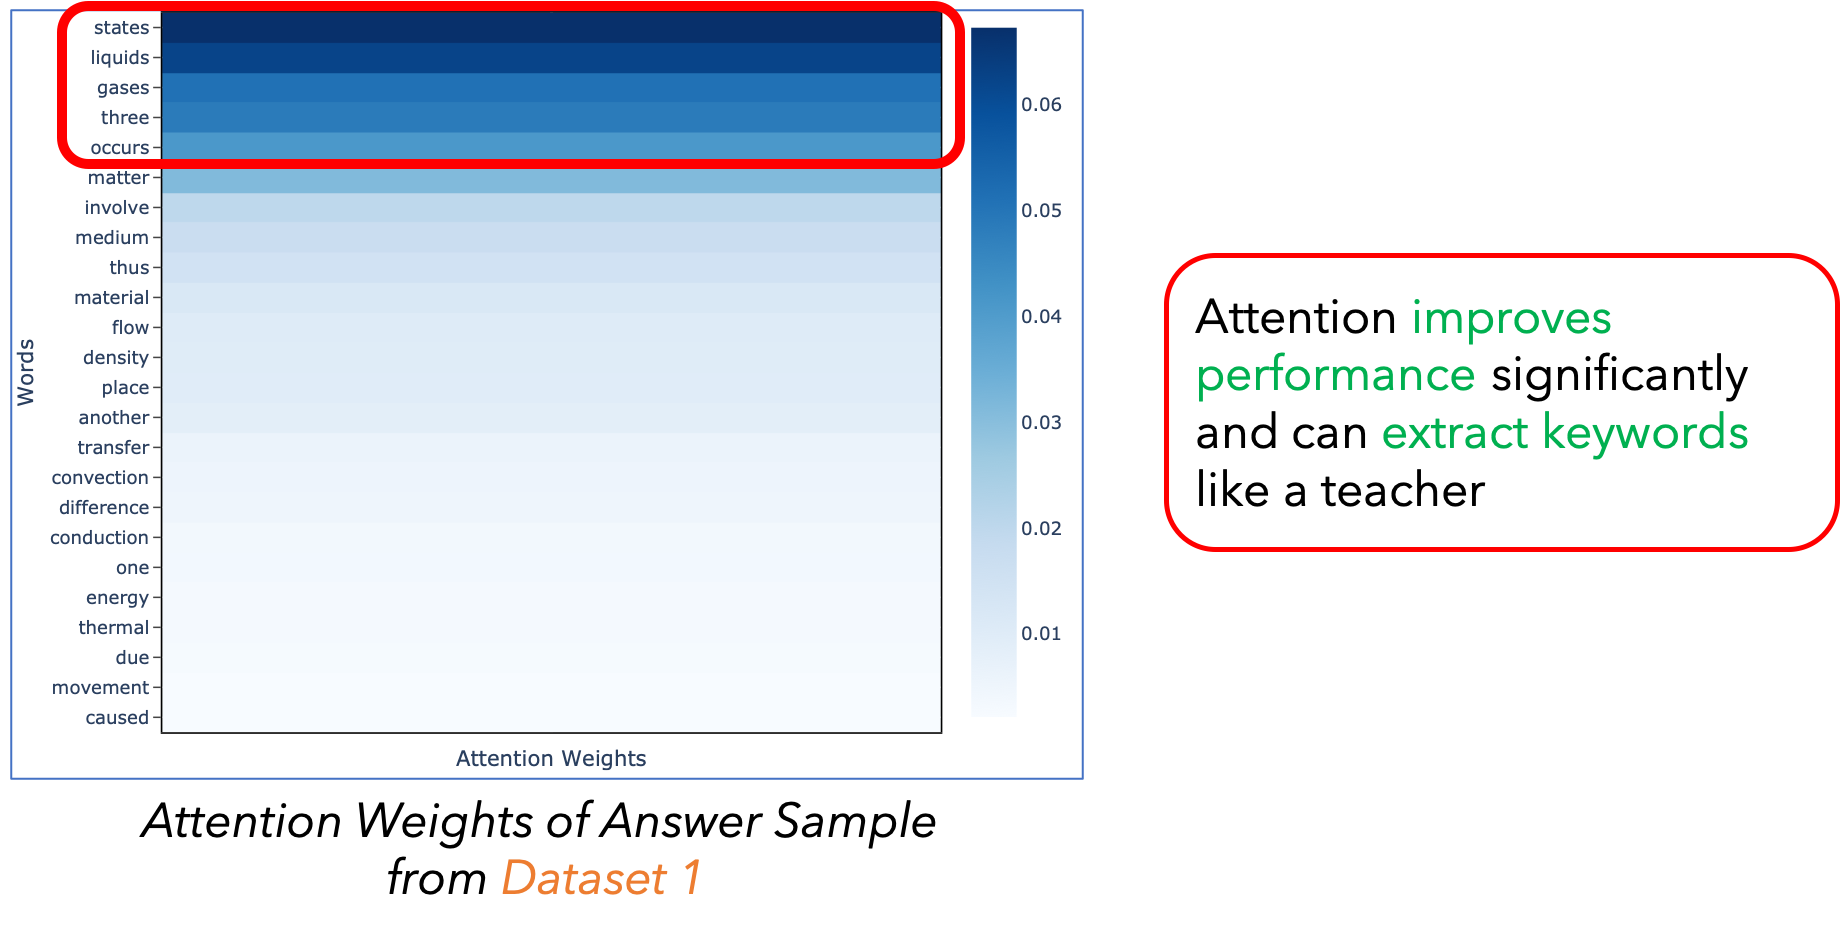 states
liquids
gases
three
occurs
matter
involve
medium
thus
material
flow
density
place
another
transfer
convection
difference
conduction
one
energy
thermal
due
movement
caused
Words
Attention Weights
0.06
0.05
0.04
0.03
0.02
0.01
Attention improves
performance significantly
and can extract keywords
like a teacher
Attention Weights of Answer Sample
from Dataset 1